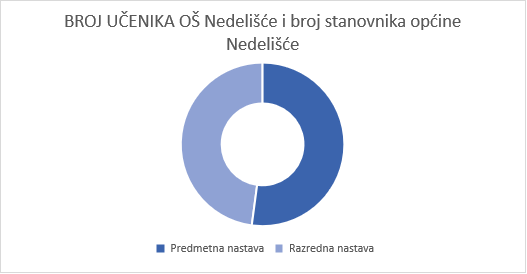 BROJ UČENIKA OŠ Nedelišće i broj stanovnika općine
Nedelišće
Predmetna nastava Razredna nastava